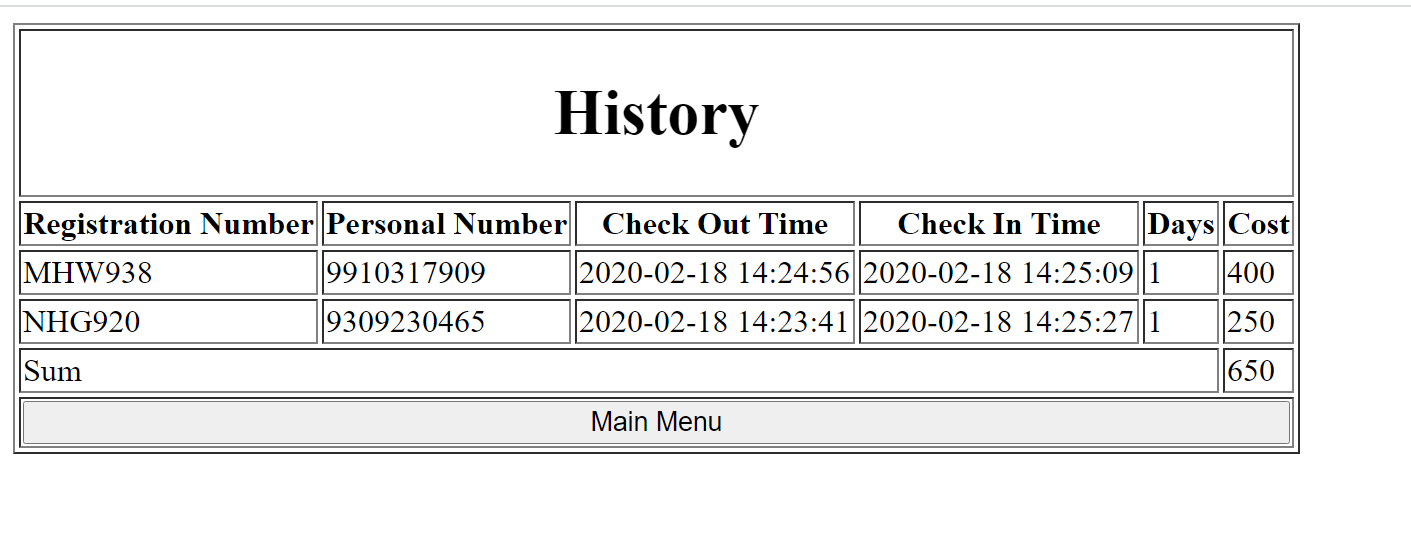 History
Registration Number Personal Number Check Out Time Check In Time Days Cost
MHW938 9910317909 2020-02-18 14:24:56 2020-02-18 14:25:09 1 400
NHG920 9309230465 2020-02-18 14:23:41 2020-02-18 14:25:27 1 250
Sum 650
Main Menu